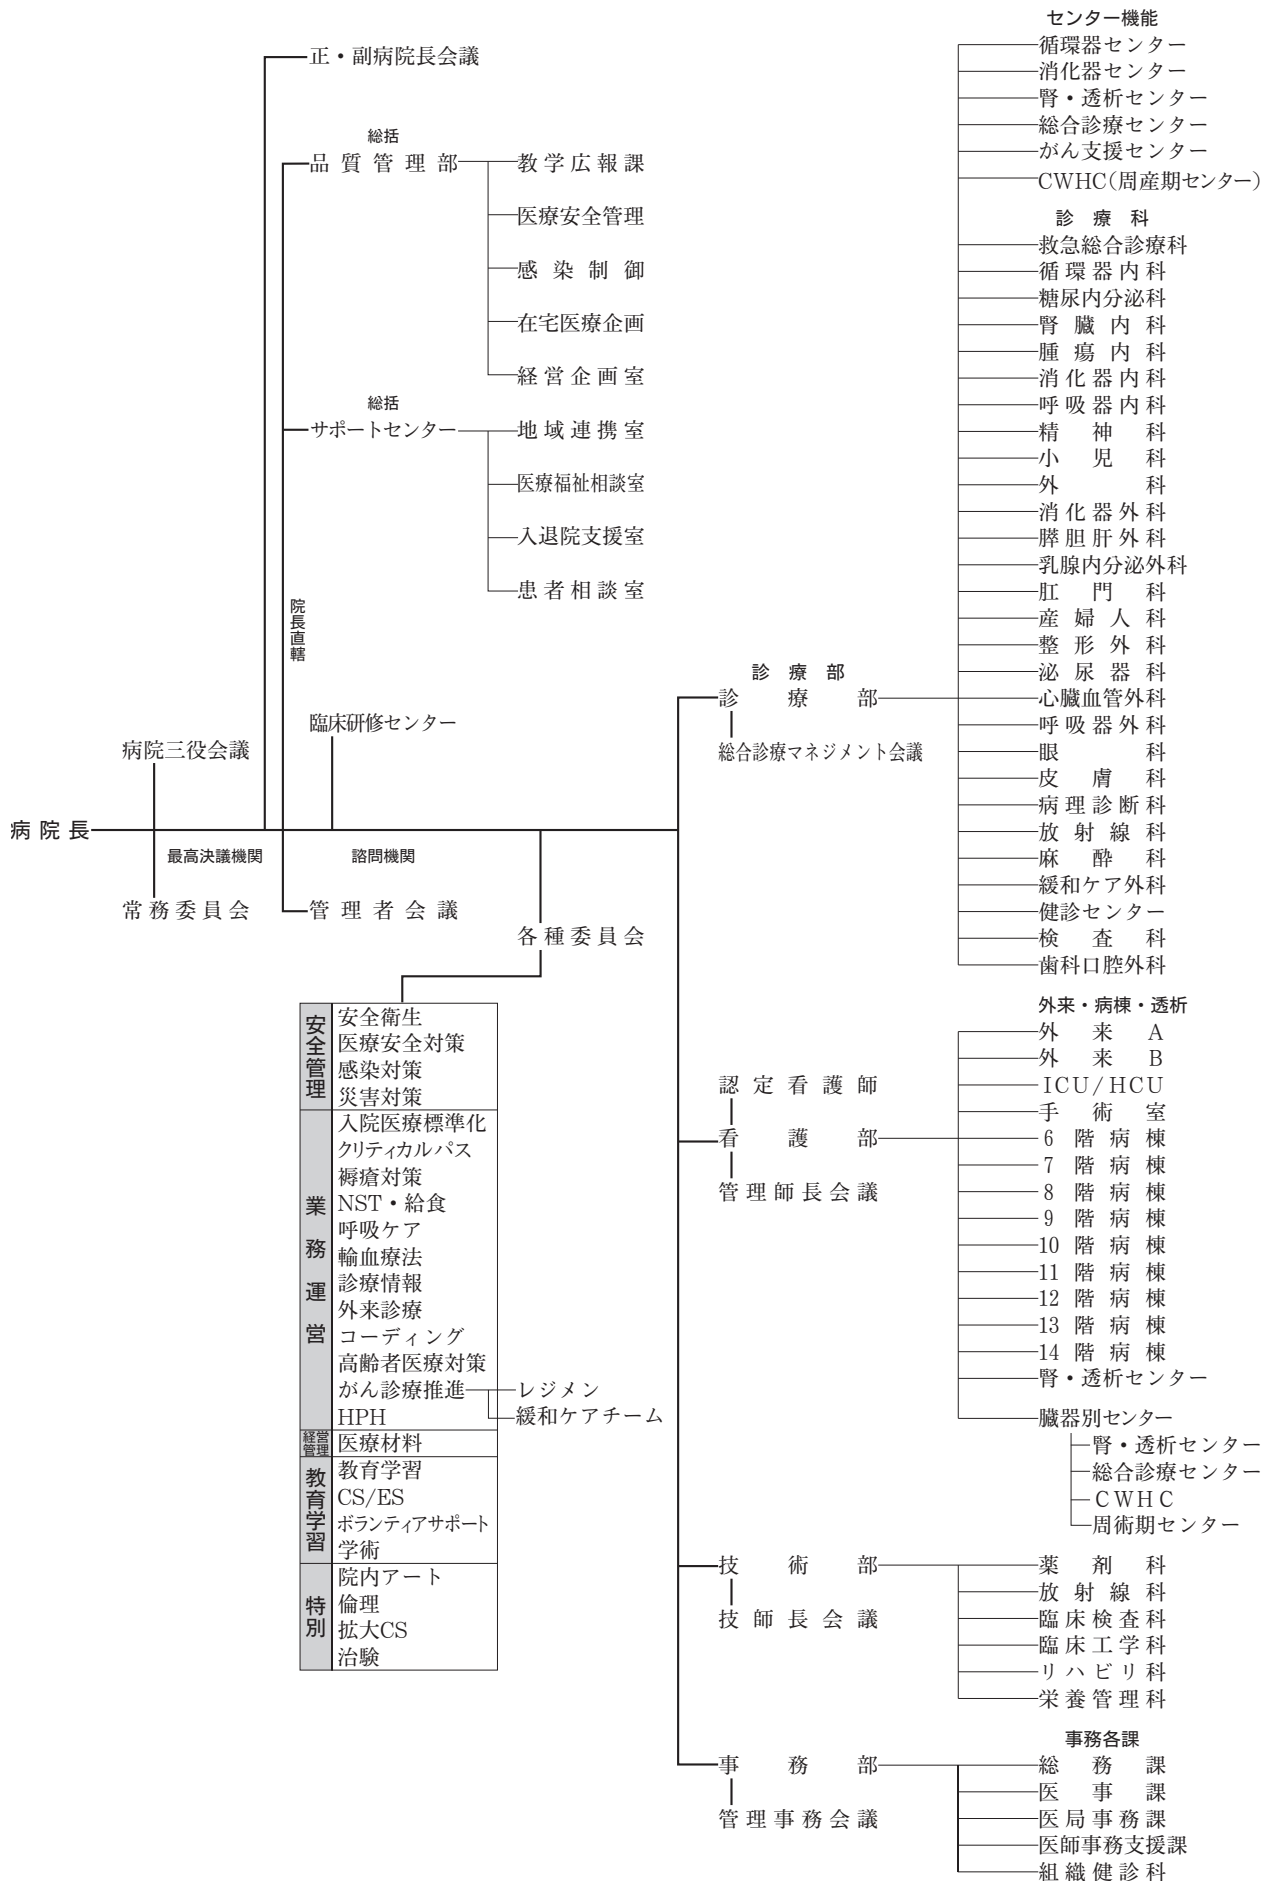 病院長
病院三役会議
最高決議機関
常務委員会
正・副病院長会議
院長直轄
総括
品質管理部
教学広報課
医療安全管理
感染制御
在宅医療企画
経営企画室
総括
サポートセンター
地域連携室
医療福祉相談室
入退院支援室
患者相談室
臨床研修センター
諮問機関
管理者会議
各種委員会
安全管理
安全衛生
医療安全対策
感染対策
災害対策
業務運営
入院医療標準化
クリティカルパス
褥瘡対策
NST・給食
呼吸ケア
輸血療法
診療情報
外来診療
コーディング
高齢者医療対策
がん診療推進
レジメン
緩和ケアチーム
HPH
経営管理
医療材料
教育学習
教育学習
CS/ES
ボランティアサポート
学術
特別
院内アート
倫理
拡大CS
治験
診療部
診療部
総合診療マネジメント会議
センター機能
循環器センター
消化器センター
腎・透析センター
総合診療センター
がん支援センター
CWHC(周産期センター)
診療科
救急総合診療科
循環器内科
糖尿内分泌科
腎臓内科
腫瘍内科
消化器内科
呼吸器内科
精神科
小児科
外科
消化器外科
膵胆肝外科
乳腺内分泌外科
肛門科
産婦人科
整形外科
泌尿器科
心臓血管外科
呼吸器外科
眼科
皮膚科
病理診断科
放射線科
麻酔科
緩和ケア外科
健診センター
検査科
歯科口腔外科
認定看護師
看護部
管理師長会議
外来・病棟・透析
外来A
外来B
ICU/HCU
手術室
6階病棟
7階病棟
8階病棟
9階病棟
10階病棟
11階病棟
12階病棟
13階病棟
14階病棟
腎・透析センター
臓器別センター
腎・透析センター
総合診療センター
CWHC
周術期センター
技術部
技師長会議
薬剤科
放射線科
臨床検査科
臨床工学科
リハビリ科
栄養管理科
事務部
管理事務会議
事務各課
総務課
医事課
医局事務課
医師事務支援課
組織健診科